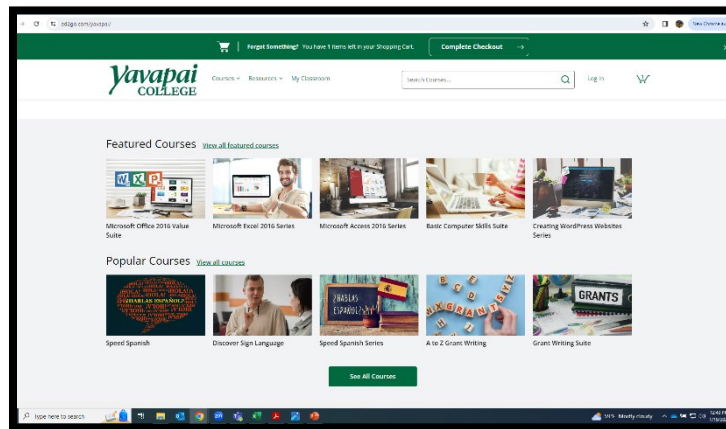 ed2go.com/yavapai/
Forgot Something? You have 1 items left in your Shopping Cart. Complete Checkout →
Yavapai
COLLEGE
Courses Resources My Classroom
Search Courses...
Log In
Featured Courses View all featured courses
W X P
Microsoft Office 2016 Value
Suite
Microsoft Excel 2016 Series
Microsoft Access 2016 Series
Basic Computer Skills Suite
Creating WordPress Websites
Series
Popular Courses View all courses
¿HABLAS ESPAÑOL?
¿HABLAS
ESPAÑOL?
GRANTS
GRANTS
Speed Spanish
Discover Sign Language
Speed Spanish Series
A to Z Grant Writing
Grant Writing Suite
See All Courses
Type here to search
Mostly cloudy